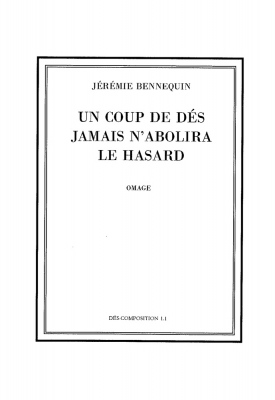 JÉRÉMIE BENNEQUIN
UN COUP DE DÉS
JAMAIS N'ABOLIRA
LE HASARD
OMAGE
DÉS-COMPOSITION 1.1